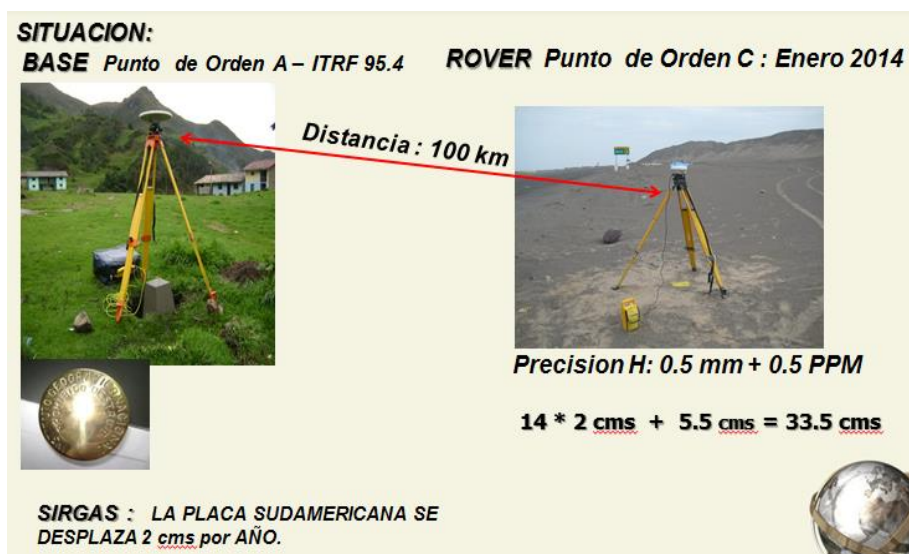 SITUACION:
BASE Punto de Orden A – ITRF 95.4
ROVER Punto de Orden C : Enero 2014
Distancia : 100 km
Precision H: 0.5 mm + 0.5 PPM
14 * 2 cms + 5.5 cms = 33.5 cms
SIRGAS : LA PLACA SUDAMERICANA SE
DESPLAZA 2 cms por AÑO.